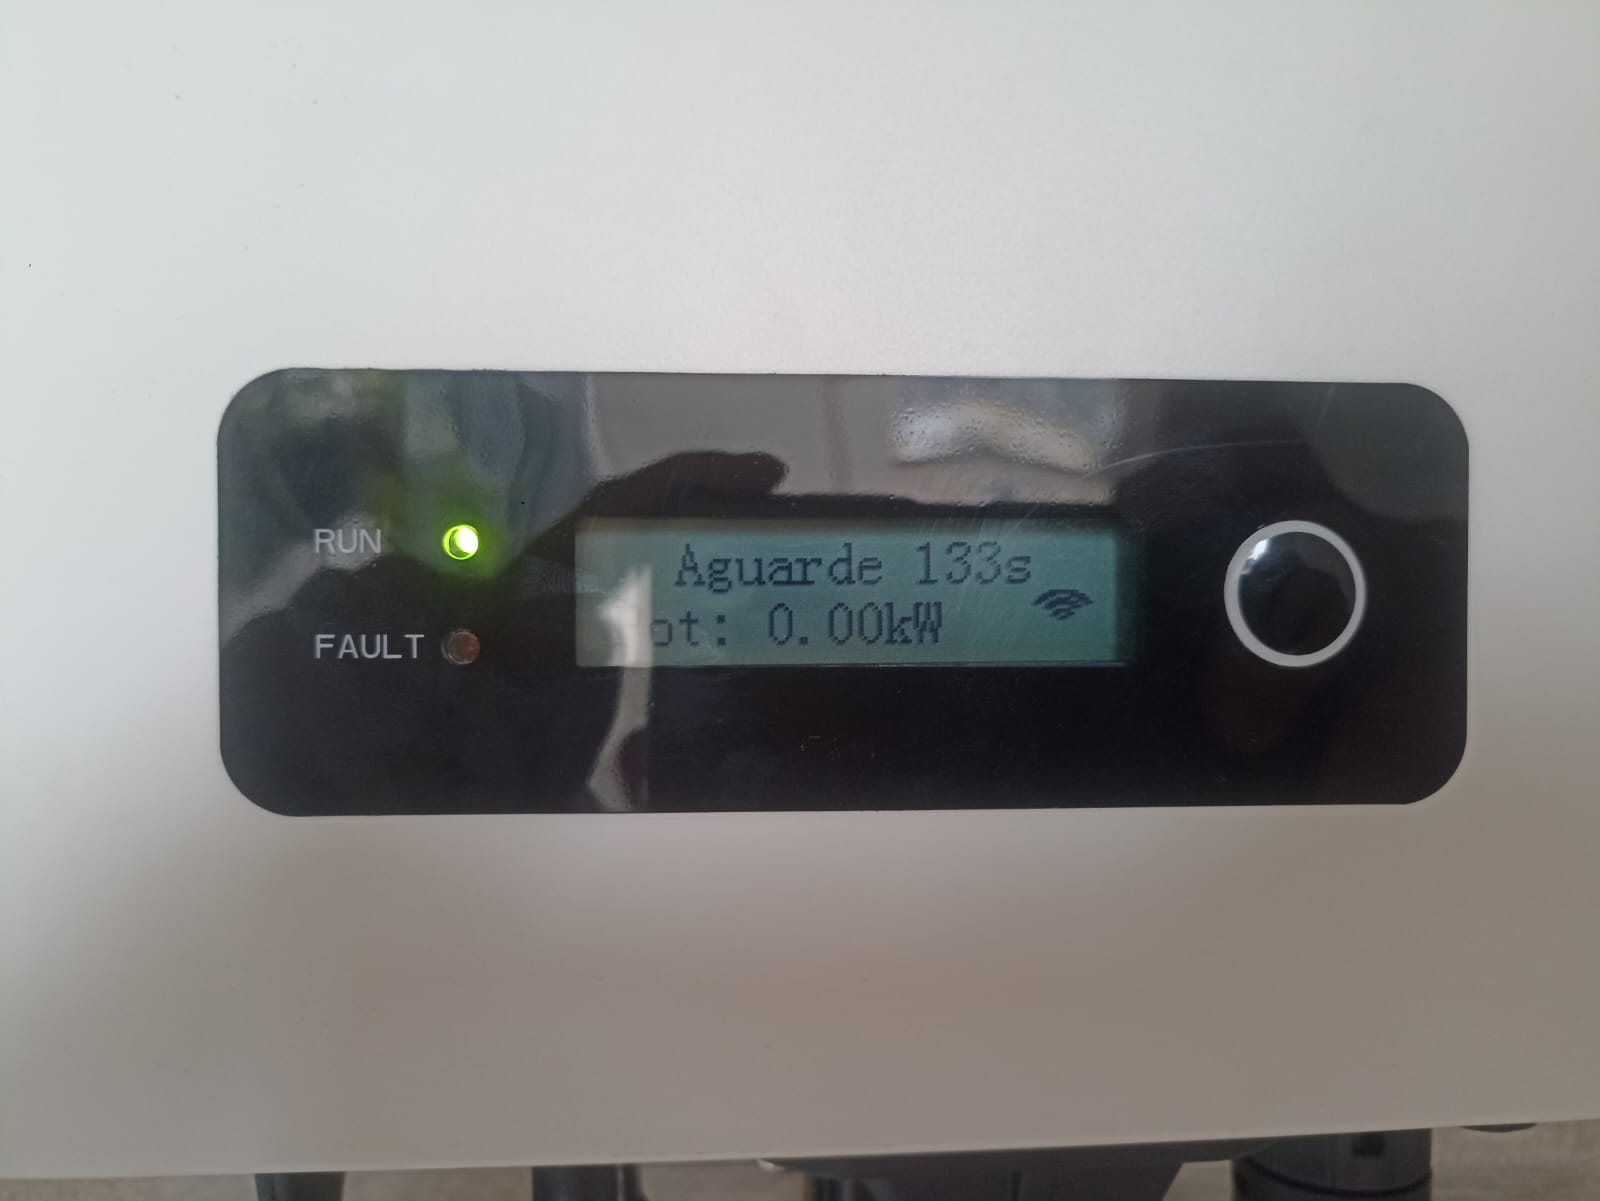 RUN
Aguarde 133s
ot: 0.00kW
FAULT